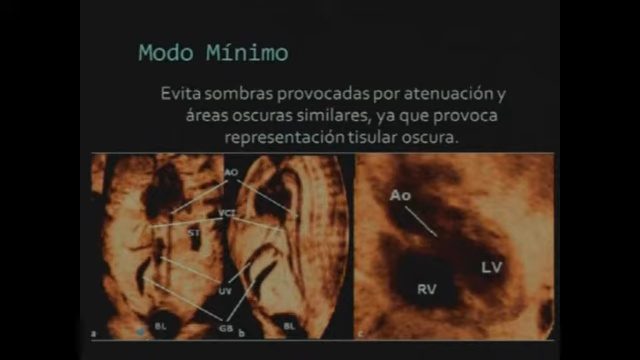 Modo Mínimo
Evita sombras provocadas por atenuación y
áreas oscuras similares, ya que provoca
representación tisular oscura.
AO
VCI
ST
UV
GB
BL
BL
a
b
c
Ao
RV
LV